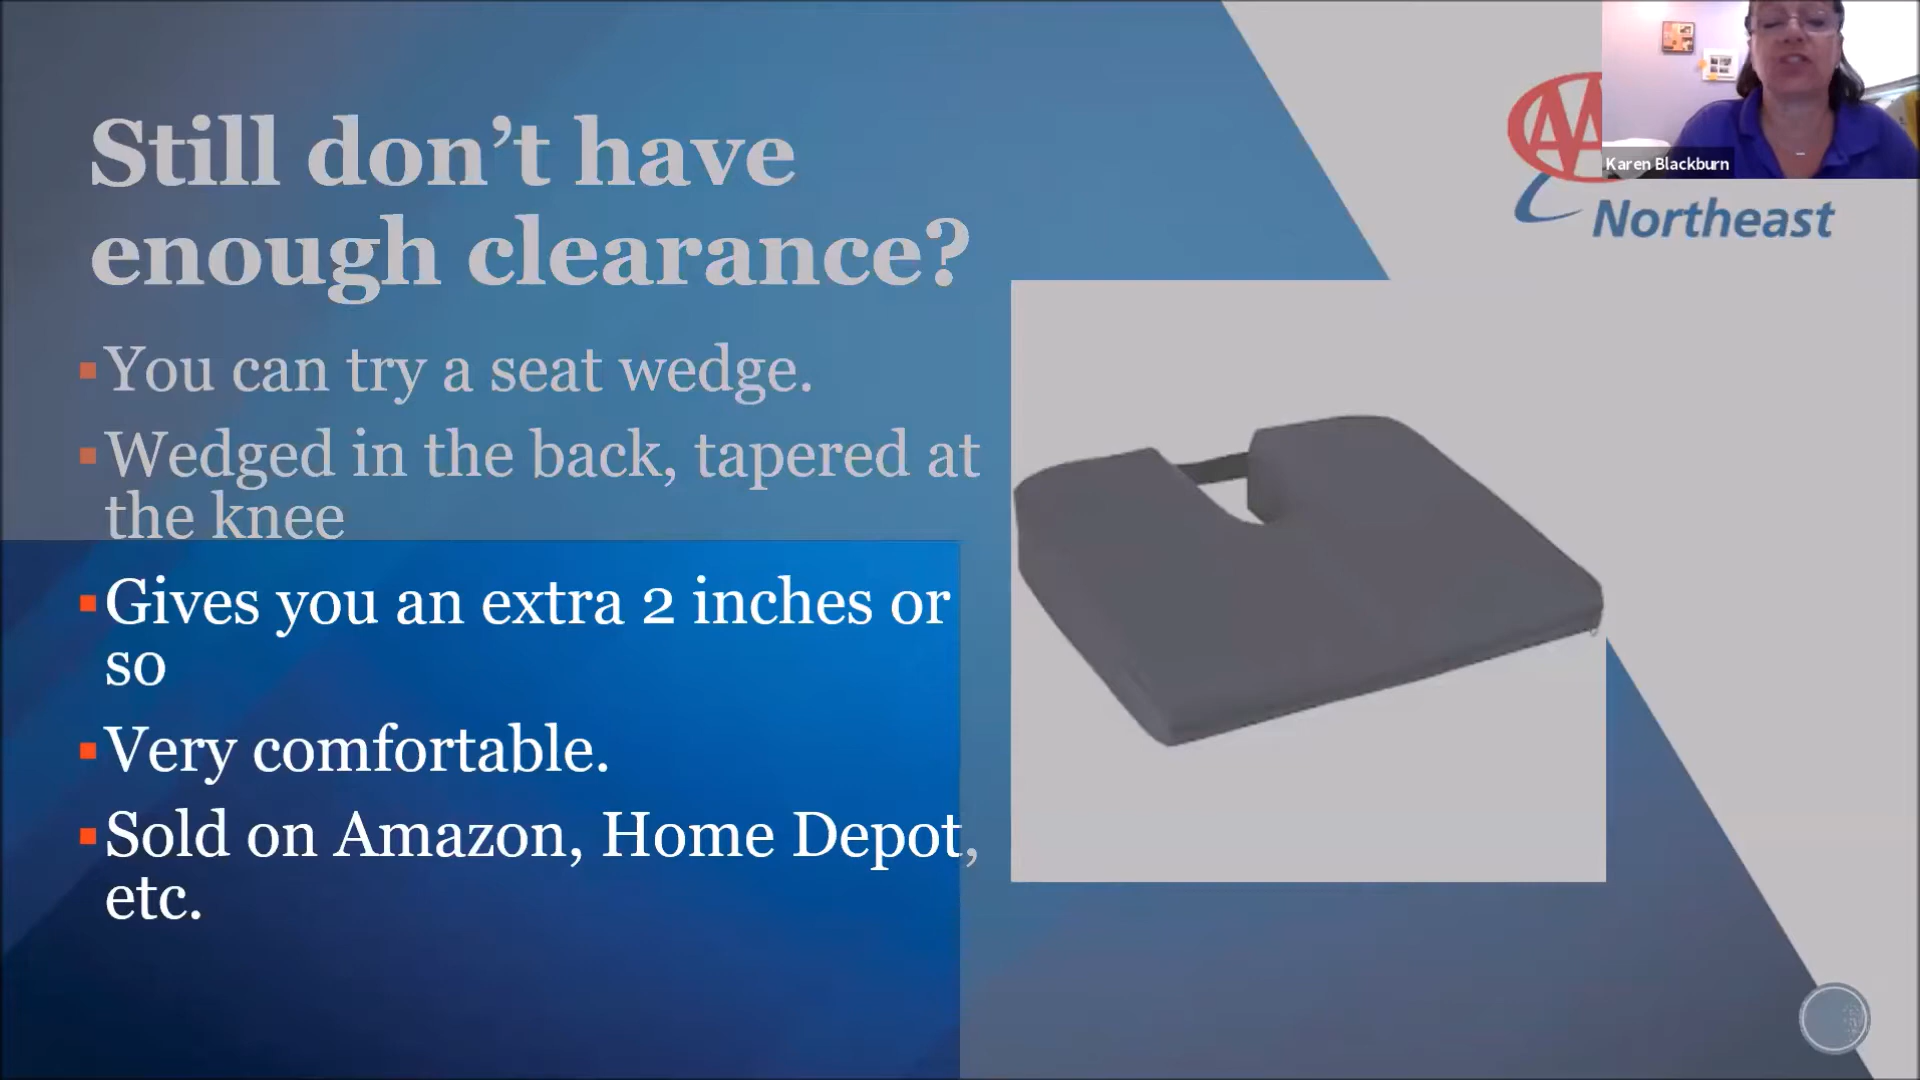 Still don’t have
enough clearance?
You can try a seat wedge.
Wedged in the back, tapered at
the knee
Gives you an extra 2 inches or
so
Very comfortable.
Sold on Amazon, Home Depot,
etc.
Karen Blackburn
Northeast